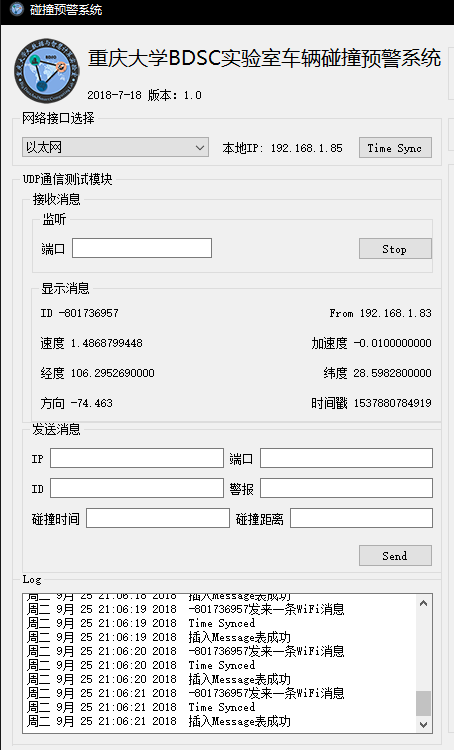 碰撞预警系统
重庆大学BDSC实验室车辆碰撞预警系统
2018-7-18 版本: 1.0
网络接口选择
以太网 本地IP: 192.168.1.85 Time Sync
UDP通信测试模块
接收消息
监听
端口 Stop
显示消息
ID -801736957 From 192.168.1.83
速度 1.4868799448 加速度 -0.0100000000
经度 106.2952690000 纬度 28.5982800000
方向 -74.463 时间戳 1537880784919
发送消息
IP 端口
ID 警报
碰撞时间 碰撞距离
Send
Log
周二 9月 25 21:06:18 2018 插入Message表成功
周二 9月 25 21:06:19 2018 -801736957发来一条WiFi消息
周二 9月 25 21:06:19 2018 Time Synced
周二 9月 25 21:06:19 2018 插入Message表成功
周二 9月 25 21:06:20 2018 -801736957发来一条WiFi消息
周二 9月 25 21:06:20 2018 Time Synced
周二 9月 25 21:06:20 2018 插入Message表成功
周二 9月 25 21:06:21 2018 -801736957发来一条WiFi消息
周二 9月 25 21:06:21 2018 Time Synced
周二 9月 25 21:06:21 2018 插入Message表成功